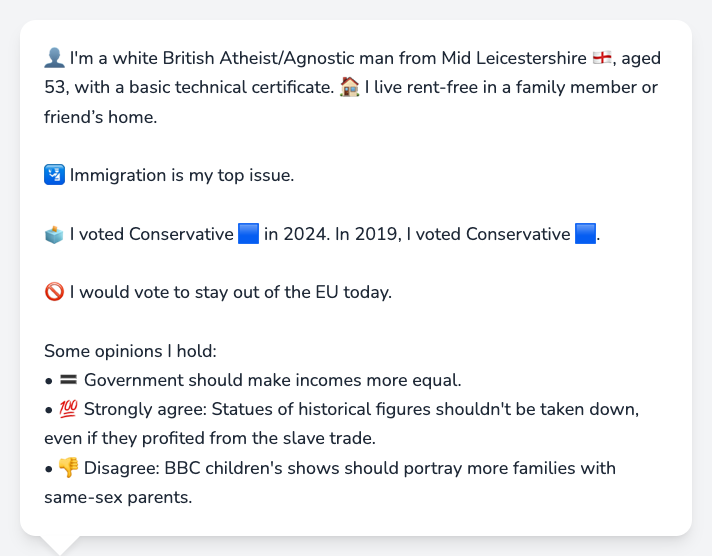 👤 I'm a white British Atheist/Agnostic man from Mid Leicestershire 🏴󠁧󠁢󠁥󠁮󠁧󠁿, aged
53, with a basic technical certificate. 🏠 I live rent-free in a family member or
friend’s home.
🛂 Immigration is my top issue.
🗳️ I voted Conservative 🟦 in 2024. In 2019, I voted Conservative 🟦.
🚫 I would vote to stay out of the EU today.
Some opinions I hold:
• 🟰 Government should make incomes more equal.
• 💯 Strongly agree: Statues of historical figures shouldn't be taken down,
even if they profited from the slave trade.
• 👎 Disagree: BBC children's shows should portray more families with
same-sex parents.